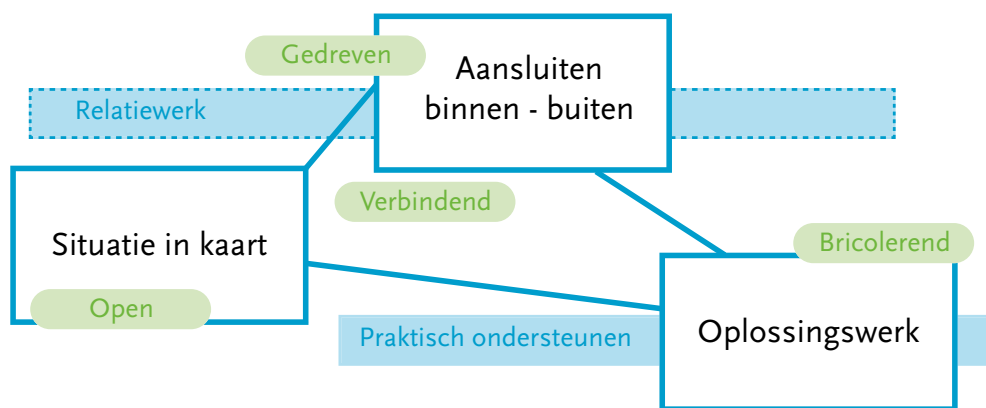 Gedreven
Aansluiten
binnen - buiten
Relatiewerk
Verbindend
Situatie in kaart
Bricolerend
Open
Praktisch ondersteunen
Oplossingswerk